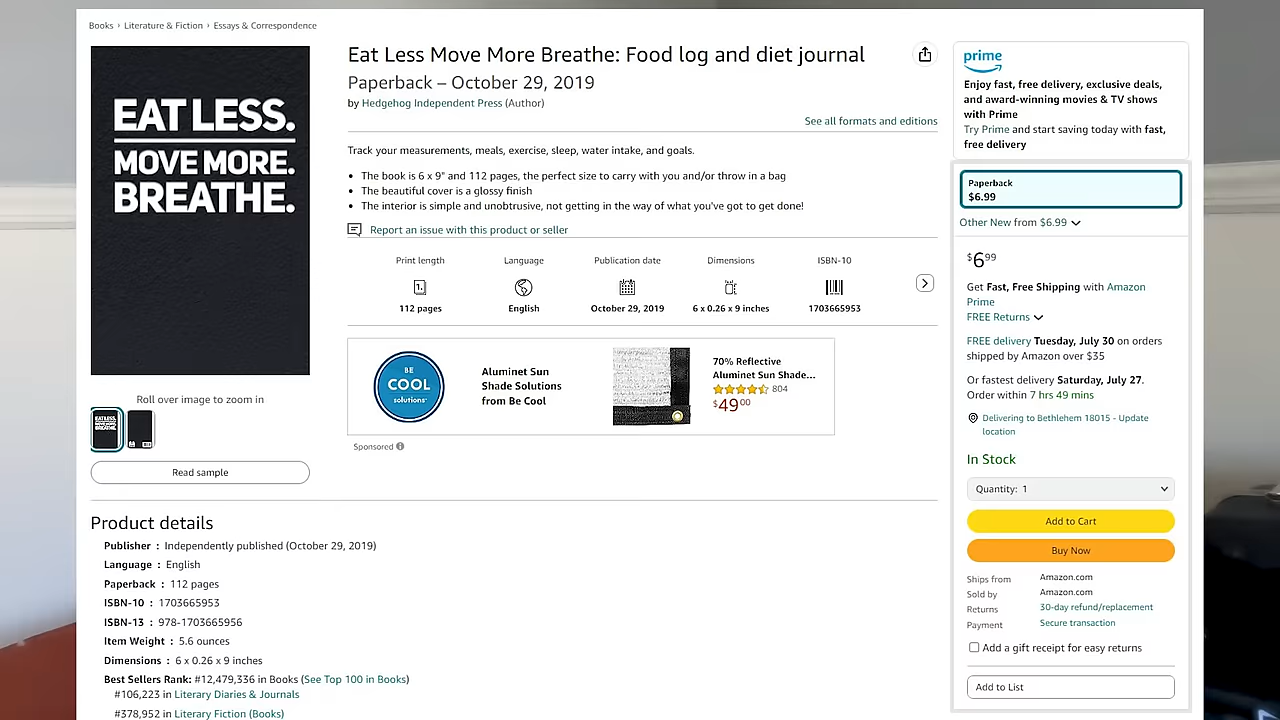 Books › Literature & Fiction › Essays & Correspondence
EAT LESS.
MOVE MORE.
BREATHE.
Roll over image to zoom in
Read sample
Eat Less Move More Breathe: Food log and diet journal
Paperback – October 29, 2019
by Hedgehog Independent Press (Author)
See all formats and editions
Track your measurements, meals, exercise, sleep, water intake, and goals.
• The book is 6 x 9" and 112 pages, the perfect size to carry with you and/or throw in a bag
• The beautiful cover is a glossy finish
• The interior is simple and unobtrusive, not getting in the way of what you've got to get done!
Report an issue with this product or seller
Print length Language Publication date Dimensions ISBN-10
112 pages English October 29, 2019 6 x 0.26 x 9 inches 1703665953
BE
COOL
solutions
Aluminet Sun
Shade Solutions
from Be Cool
70% Reflective
Aluminet Sun Shade...
804
$49 00
Sponsored
Product details
Publisher : Independently published (October 29, 2019)
Language : English
Paperback : 112 pages
ISBN-10 : 1703665953
ISBN-13 : 978-1703665956
Item Weight : 5.6 ounces
Dimensions : 6 x 0.26 x 9 inches
Best Sellers Rank: #12,479,336 in Books (See Top 100 in Books)
#106,223 in Literary Diaries & Journals
#378,952 in Literary Fiction (Books)
prime
Enjoy fast, free delivery, exclusive deals,
and award-winning movies & TV shows
with Prime
Try Prime and start saving today with fast,
free delivery
Paperback
$6.99
Other New from $6.99
$6 99
Get Fast, Free Shipping with Amazon
Prime
FREE Returns
FREE delivery Tuesday, July 30 on orders
shipped by Amazon over $35
Or fastest delivery Saturday, July 27.
Order within 7 hrs 49 mins
Delivering to Bethlehem 18015 - Update
location
In Stock
Quantity: 1
Add to Cart
Buy Now
Ships from Amazon.com
Sold by Amazon.com
Returns 30-day refund/replacement
Payment Secure transaction
Add a gift receipt for easy returns
Add to List